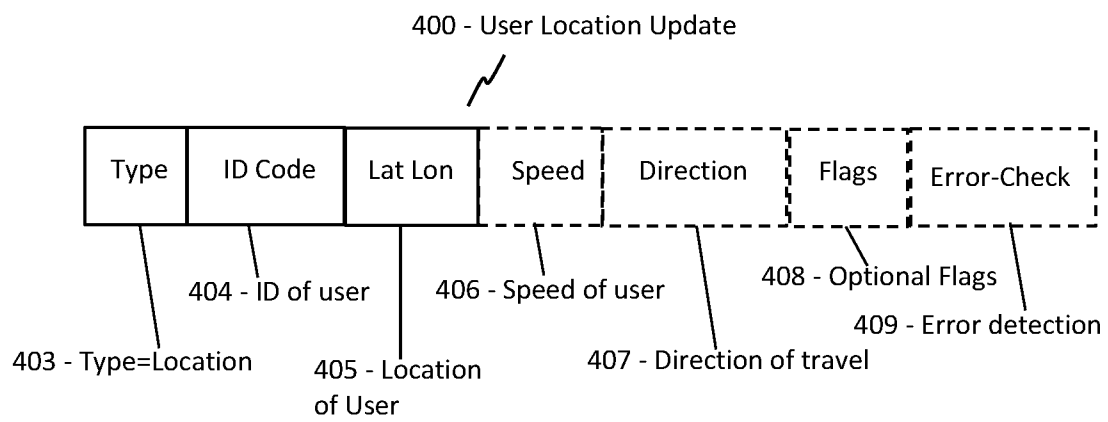 400 - User Location Update
Type
ID Code
Lat Lon
Speed
Direction
Flags
Error-Check
404 - ID of user
406 - Speed of user
408 - Optional Flags
409 - Error detection
403 - Type=Location
405 - Location
of User
407 - Direction of travel